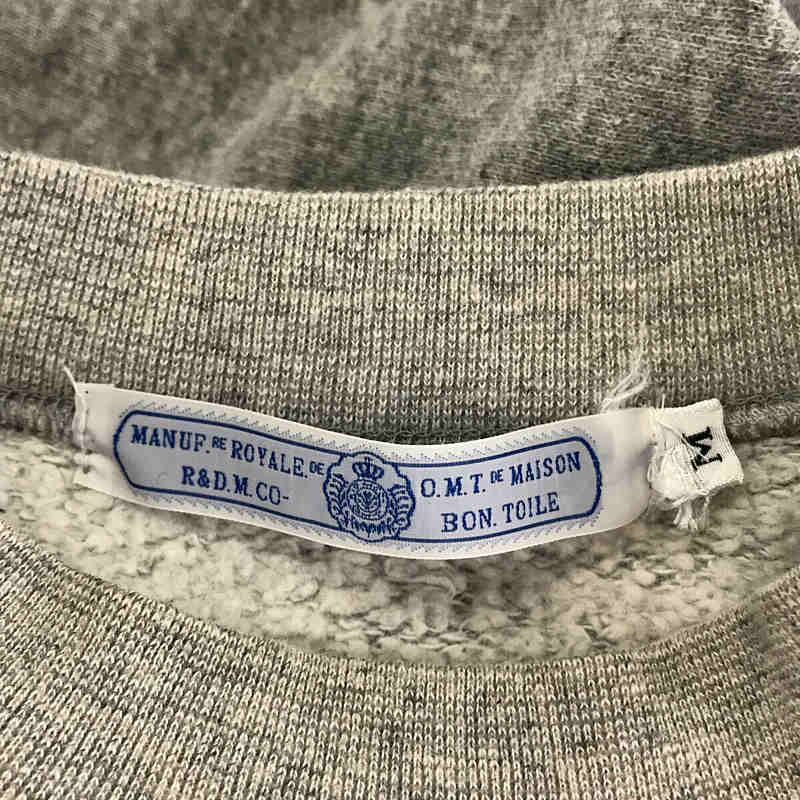 MANUF.RE ROYALE.DE
R&D.M.CO-
O.M.T.DE MAISON
BON. TOILE
M